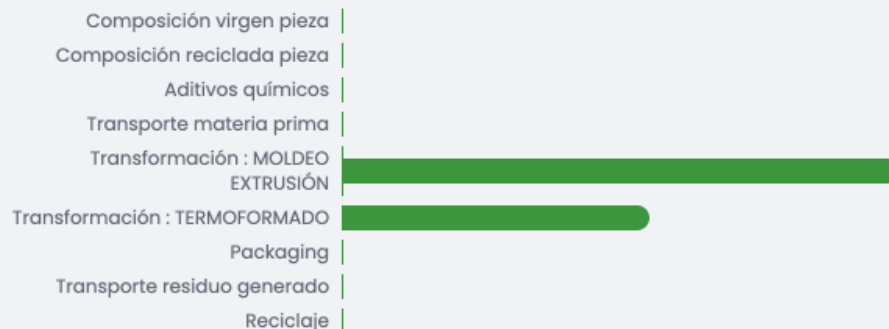 Composición virgen pieza
Composición reciclada pieza
Aditivos químicos
Transporte materia prima
Transformación : MOLDEO
EXTRUSIÓN
Transformación : TERMOFORMADO
Packaging
Transporte residuo generado
Reciclaje